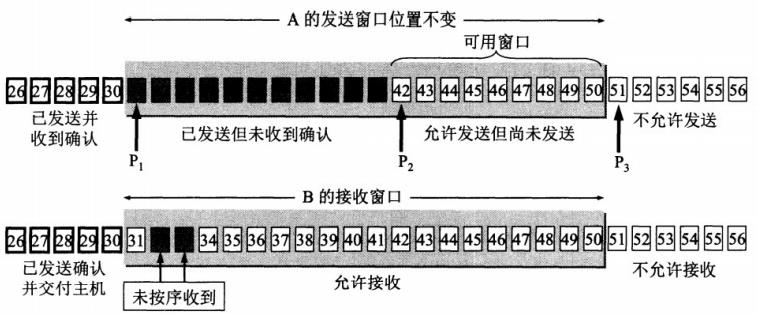 A 的发送窗口位置不变
可用窗口
26 27 28 29 30 42 43 44 45 46 47 48 49 50 51 52 53 54 55 56
已发送并
收到确认
已发送但未收到确认
允许发送但尚未发送
不允许发送
P1
P2
P3
B 的接收窗口
26 27 28 29 30 31 34 35 36 37 38 39 40 41 42 43 44 45 46 47 48 49 50 51 52 53 54 55 56
已发送确认
并交付主机
未按序收到
允许接收
不允许接收